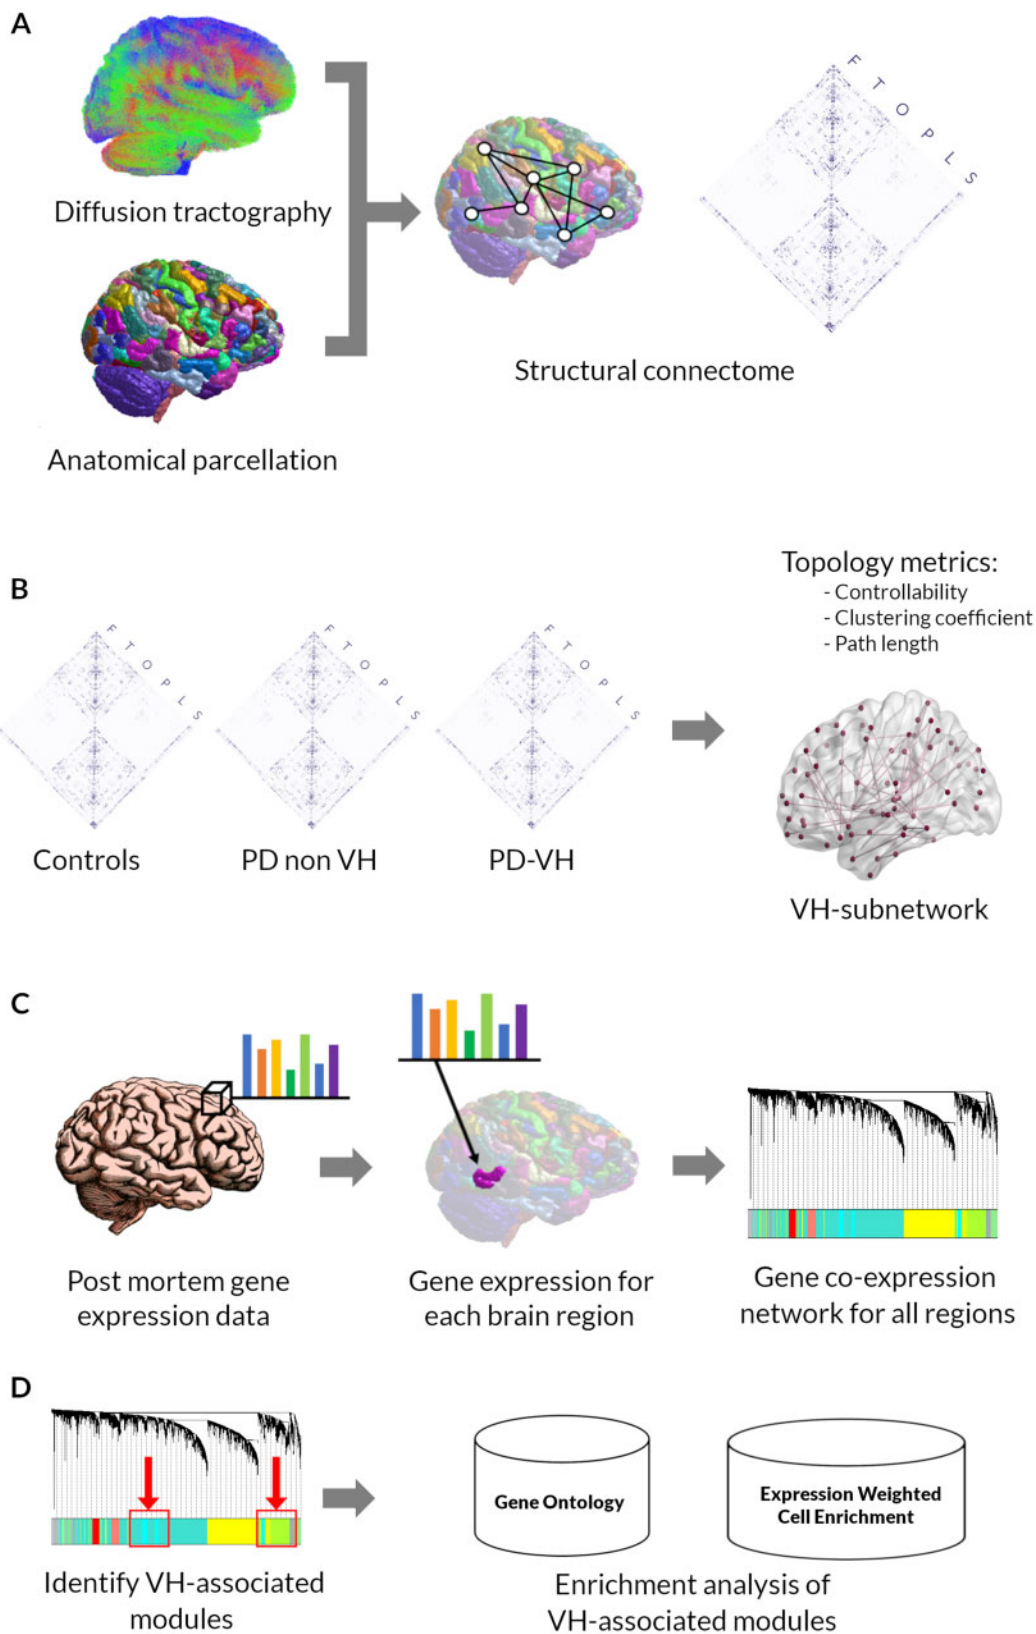 A
F T O P L S
Diffusion tractography
Structural connectome
Anatomical parcellation
B
Topology metrics:
- Controllability
- Clustering coefficient
- Path length
F T O P L S
F T O P L S
F T O P L S
Controls
PD non VH
PD-VH
VH-subnetwork
C
Post mortem gene
expression data
Gene expression for
each brain region
Gene co-expression
network for all regions
D
Gene Ontology
Expression Weighted
Cell Enrichment
Identify VH-associated
modules
Enrichment analysis of
VH-associated modules